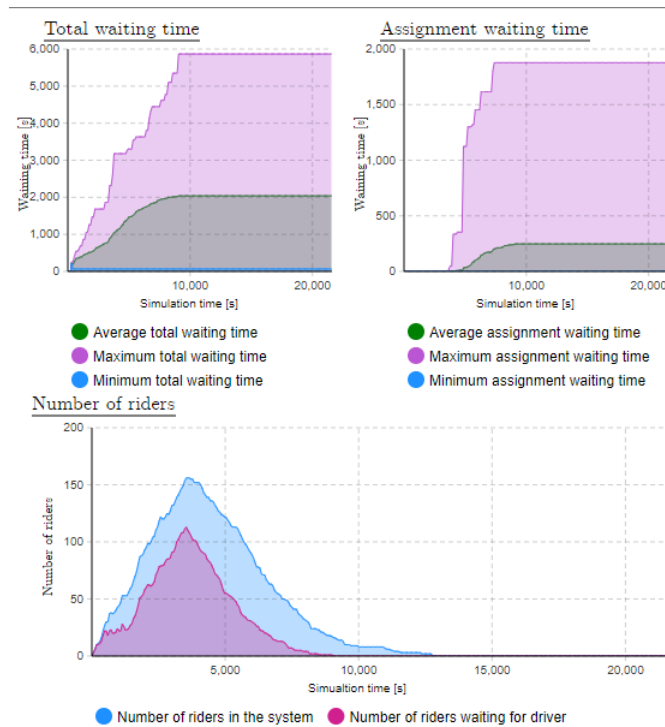 Total waiting time
Assignment waiting time
6,000
5,000
4,000
3,000
2,000
1,000
0
Waining time [s]
10,000
20,000
Simulation time [s]
2,000
1,500
1,000
500
0
Waining time [s]
10,000
20,000
Simulation time [s]
Average total waiting time
Maximum total waiting time
Minimum total waiting time
Average assignment waiting time
Maximum assignment waiting time
Minimum assignment waiting time
Number of riders
200
150
100
50
0
Number of riders
5,000
10,000
15,000
20,000
Simualtion time [s]
Number of riders in the system
Number of riders waiting for driver